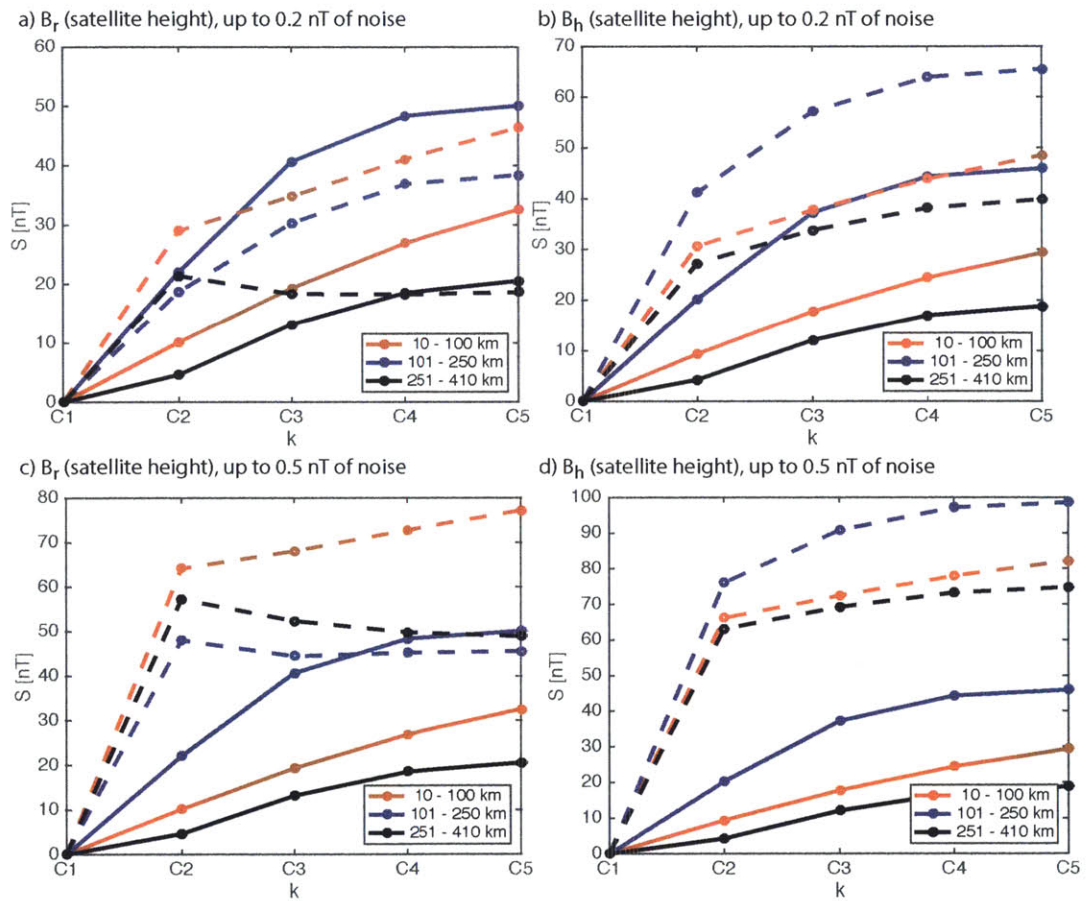 a) Br (satellite height), up to 0.2 nT of noise
60
50
40
30
20
10
0
S [nT]
C1 C2 C3 C4 C5
k
10 - 100 km
101 - 250 km
251 - 410 km
b) Bh (satellite height), up to 0.2 nT of noise
70
60
50
40
30
20
10
0
S [nT]
C1 C2 C3 C4 C5
k
10 - 100 km
101 - 250 km
251 - 410 km
c) Br (satellite height), up to 0.5 nT of noise
80
70
60
50
40
30
20
10
0
S [nT]
C1 C2 C3 C4 C5
k
10 - 100 km
101 - 250 km
251 - 410 km
d) Bh (satellite height), up to 0.5 nT of noise
100
90
80
70
60
50
40
30
20
10
0
S [nT]
C1 C2 C3 C4 C5
k
10 - 100 km
101 - 250 km
251 - 410 km